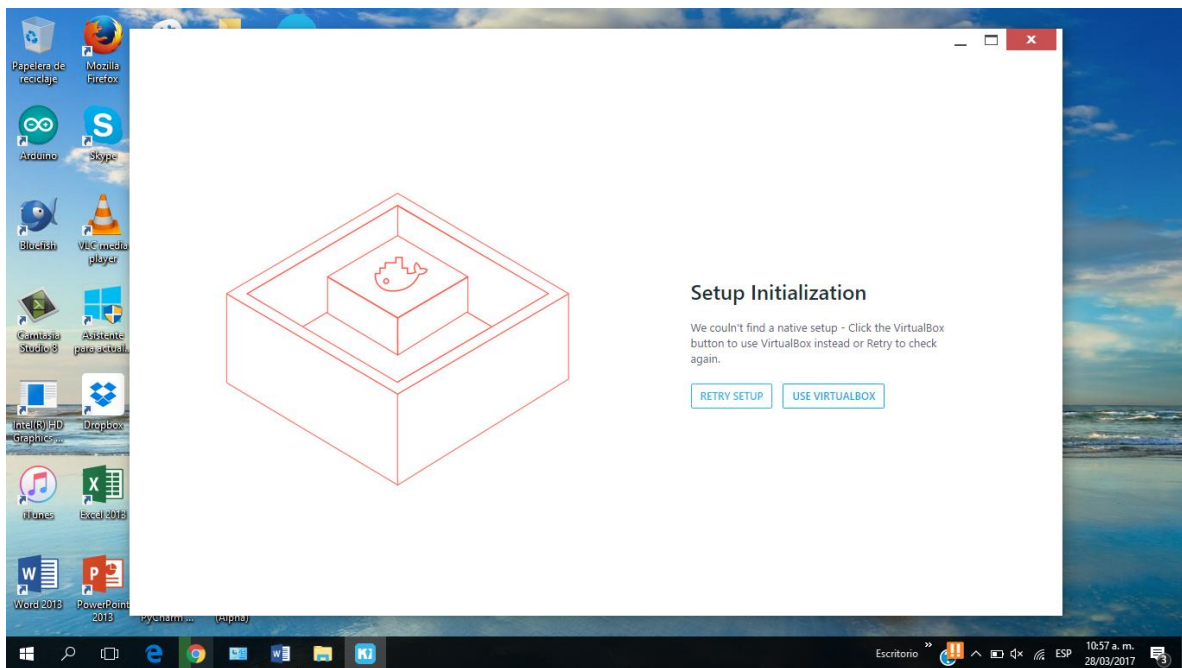 Papelera de
reciclaje
Mozilla
Firefox
Arduino
Skype
Bluefish
VLC media
player
Camtasia
Studio 8
Asistente
para actuali...
Intel(R) HD
Graphics ...
Dropbox
iTunes
Excel 2013
Word 2013
PowerPoint
2013
PyCharm ...
(Alpha)
Setup Initialization
We couln't find a native setup - Click the VirtualBox
button to use VirtualBox instead or Retry to check
again.
RETRY SETUP
USE VIRTUALBOX
Escritorio
ESP
10:57 a. m.
28/03/2017
3